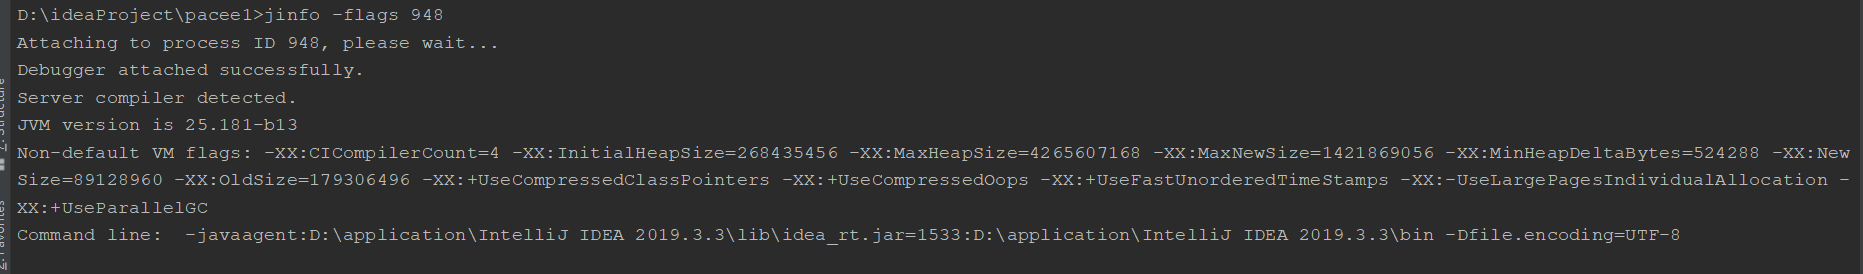 D:\ideaProject\pacee1>jinfo -flags 948
Attaching to process ID 948, please wait...
Debugger attached successfully.
Server compiler detected.
JVM version is 25.181-b13
Non-default VM flags: -XX:CICompilerCount=4 -XX:InitialHeapSize=268435456 -XX:MaxHeapSize=4265607168 -XX:MaxNewSize=1421869056 -XX:MinHeapDeltaBytes=524288 -XX:New
Size=89128960 -XX:OldSize=179306496 -XX:+UseCompressedClassPointers -XX:+UseCompressedOops -XX:+UseFastUnorderedTimeStamps -XX:-UseLargePagesIndividualAllocation -
XX:+UseParallelGC
Command line:  -javaagent:D:\application\IntelliJ IDEA 2019.3.3\lib\idea_rt.jar=1533:D:\application\IntelliJ IDEA 2019.3.3\bin -Dfile.encoding=UTF-8